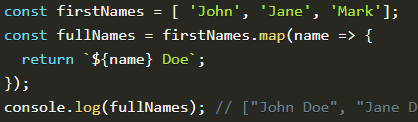 const firstNames = [ 'John', 'Jane', 'Mark'];
const fullNames = firstNames.map(name => {
  return `${name} Doe`;
});
console.log(fullNames); // ["John Doe", "Jane D